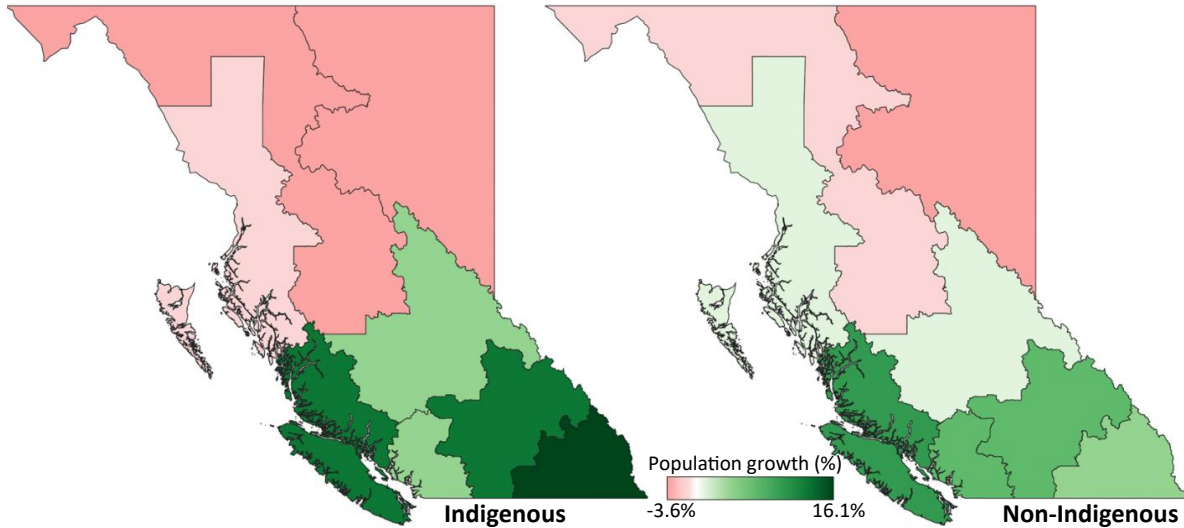 Population growth (%)
-3.6% 16.1%
Indigenous
Non-Indigenous